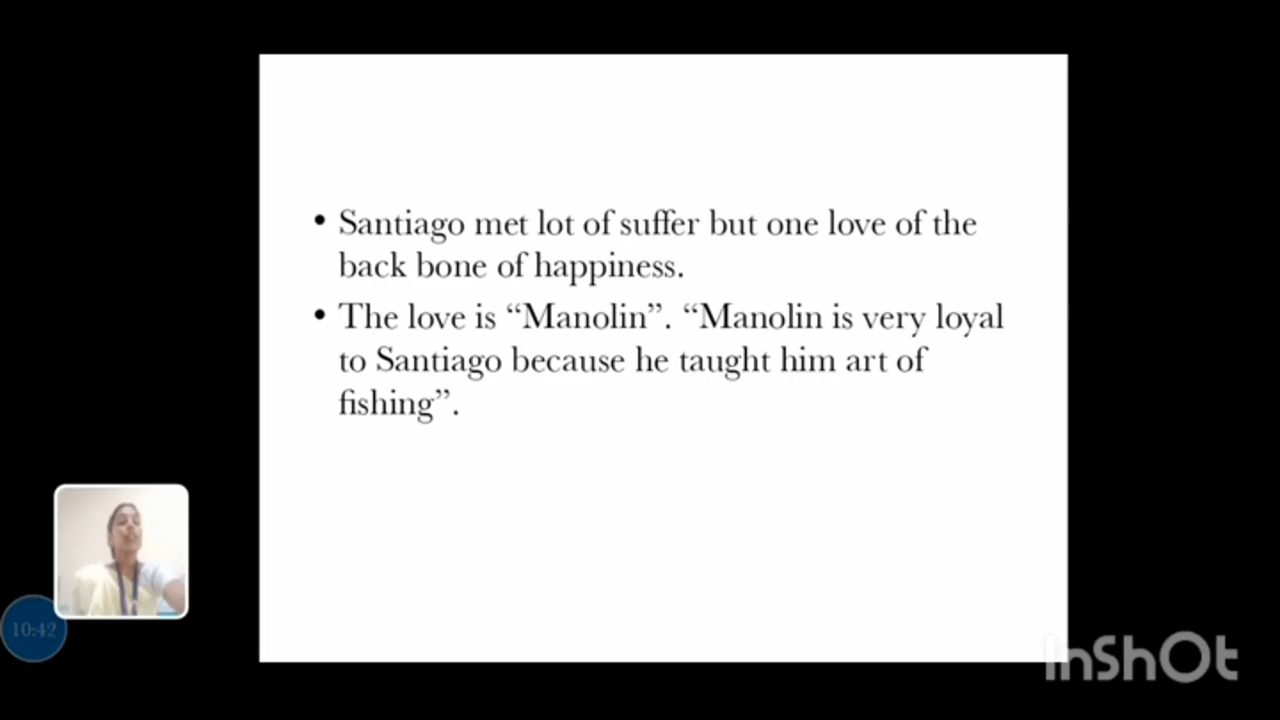 • Santiago met lot of suffer but one love of the
back bone of happiness.
• The love is “Manolin”. “Manolin is very loyal
to Santiago because he taught him art of
fishing”.
10:42
InShOt